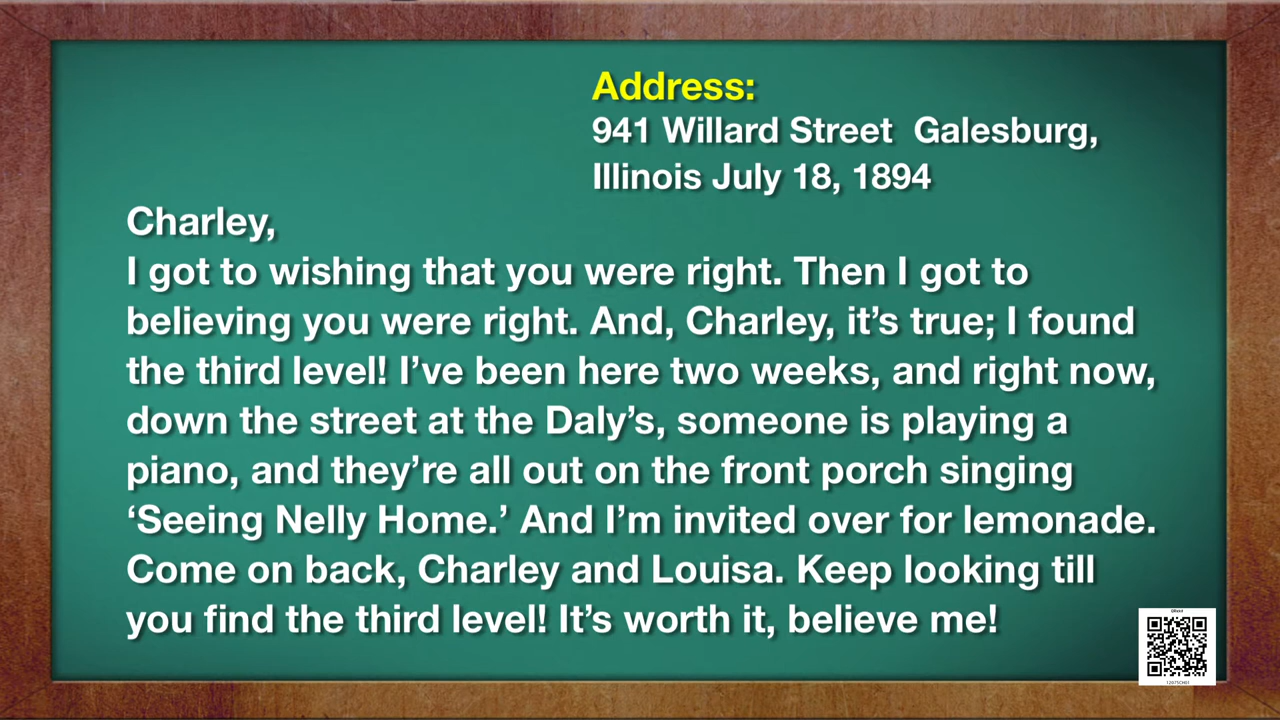 Address:
941 Willard Street  Galesburg,
Illinois July 18, 1894
Charley,
I got to wishing that you were right. Then I got to
believing you were right. And, Charley, it’s true; I found
the third level! I’ve been here two weeks, and right now,
down the street at the Daly’s, someone is playing a
piano, and they’re all out on the front porch singing
‘Seeing Nelly Home.’ And I’m invited over for lemonade.
Come on back, Charley and Louisa. Keep looking till
you find the third level! It’s worth it, believe me!